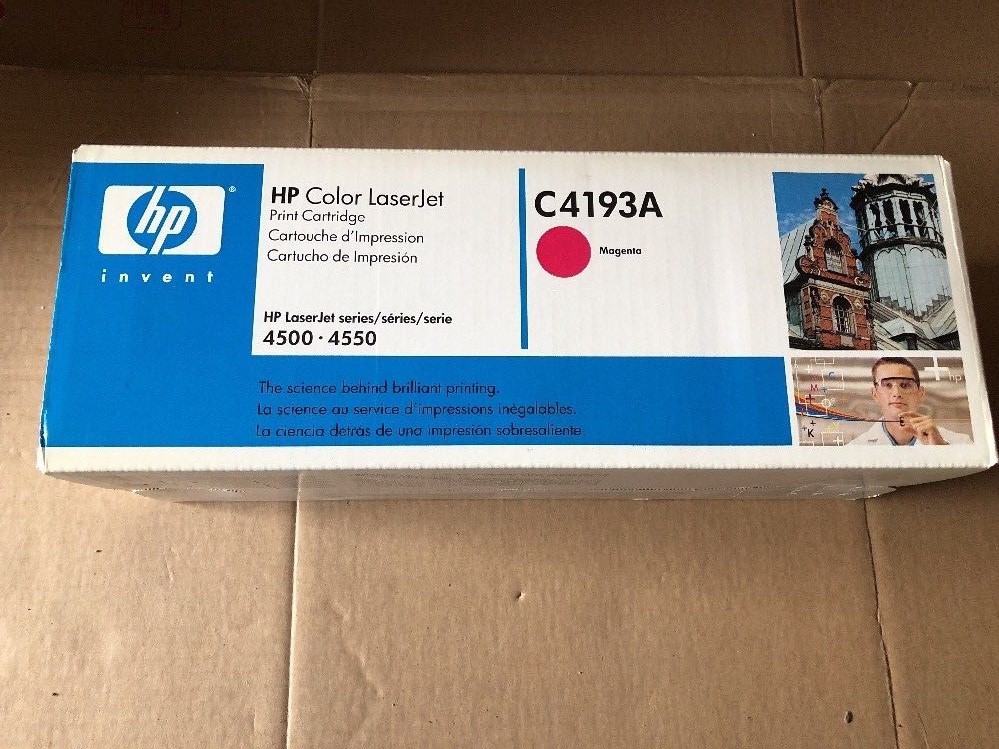 hp
®
invent
HP Color LaserJet
Print Cartridge
Cartouche d'Impression
Cartucho de Impresión
HP LaserJet series/séries/serie
4500 · 4550
C4193A
Magenta
The science behind brilliant printing.
La science au service d'impressions inégalables.
La ciencia detrás de una impresión sobresaliente.
+hp
C
M
K
E